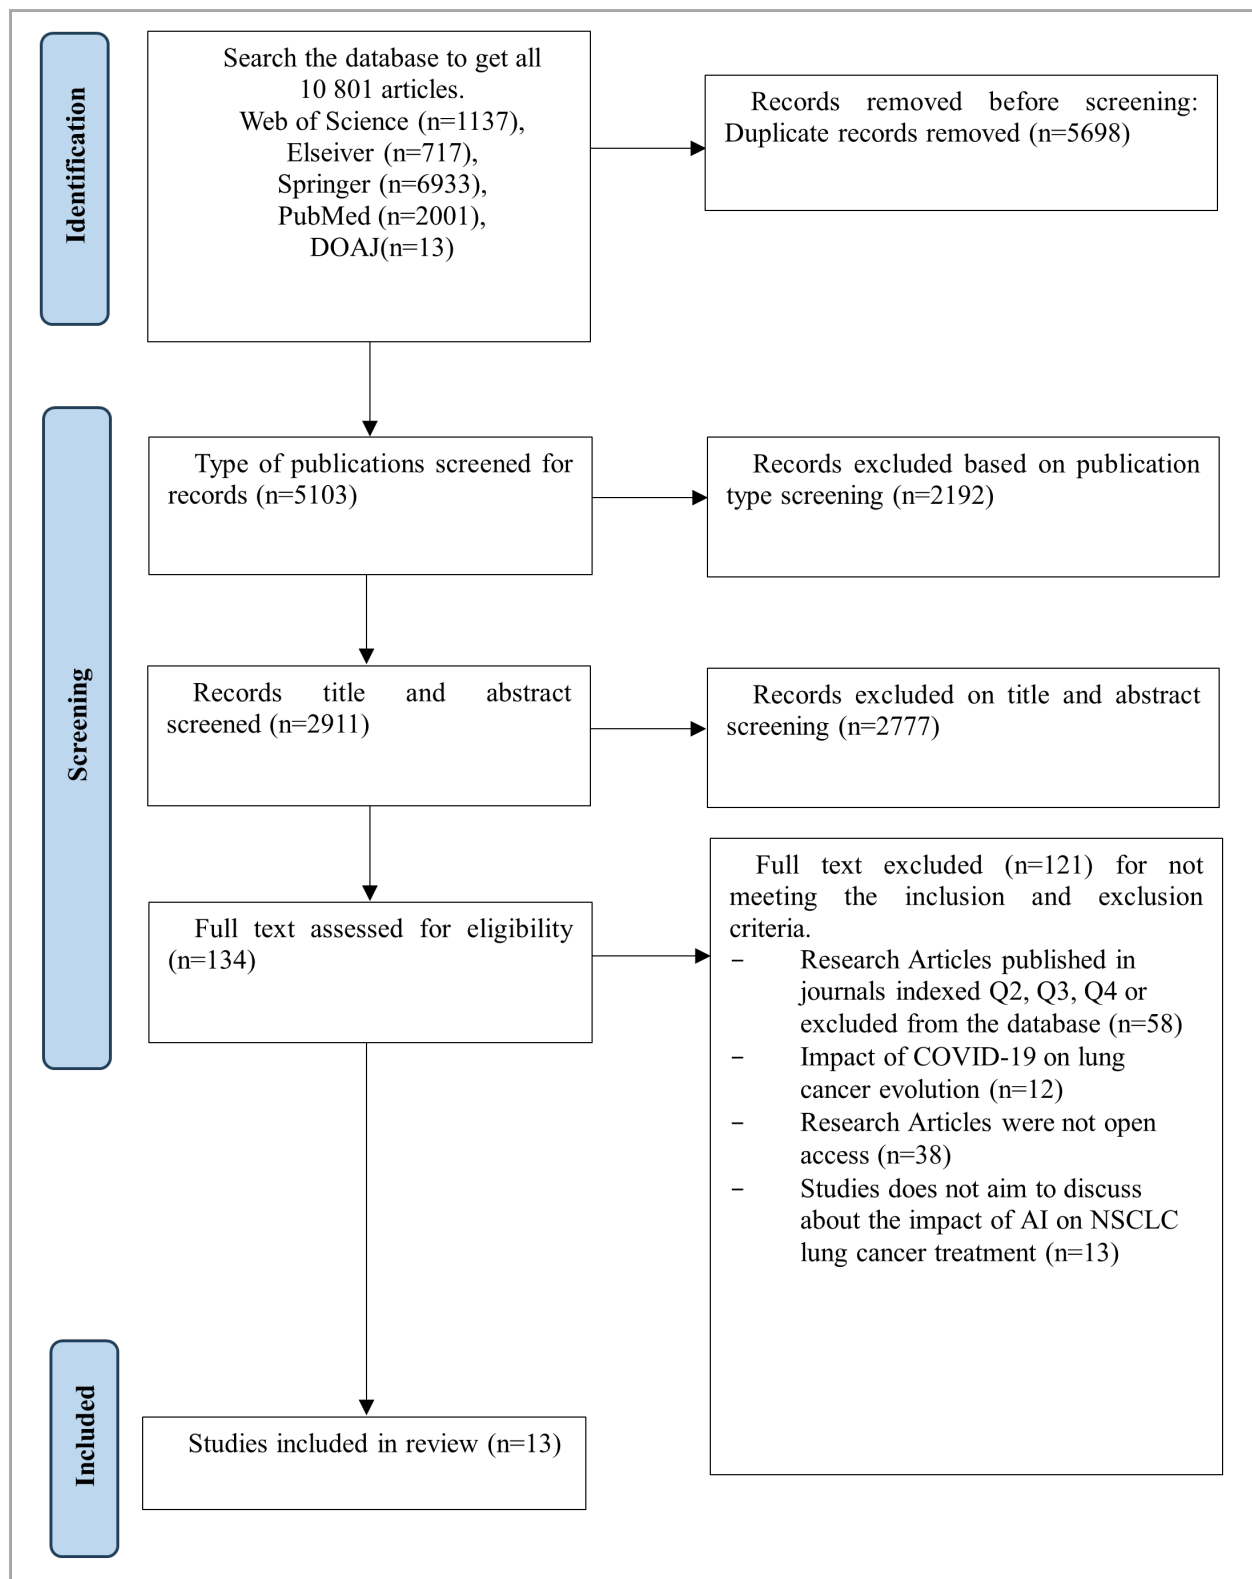 Identification
Search the database to get all
10 801 articles.
Web of Science (n=1137),
Elseiver (n=717),
Springer (n=6933),
PubMed (n=2001),
DOAJ(n=13)
Records removed before screening:
Duplicate records removed (n=5698)
Screening
Type of publications screened for
records (n=5103)
Records excluded based on publication
type screening (n=2192)
Records title and abstract
screened (n=2911)
Records excluded on title and abstract
screening (n=2777)
Full text assessed for eligibility
(n=134)
Full text excluded (n=121) for not
meeting the inclusion and exclusion
criteria.
- Research Articles published in
journals indexed Q2, Q3, Q4 or
excluded from the database (n=58)
- Impact of COVID-19 on lung
cancer evolution (n=12)
- Research Articles were not open
access (n=38)
- Studies does not aim to discuss
about the impact of AI on NSCLC
lung cancer treatment (n=13)
Included
Studies included in review (n=13)